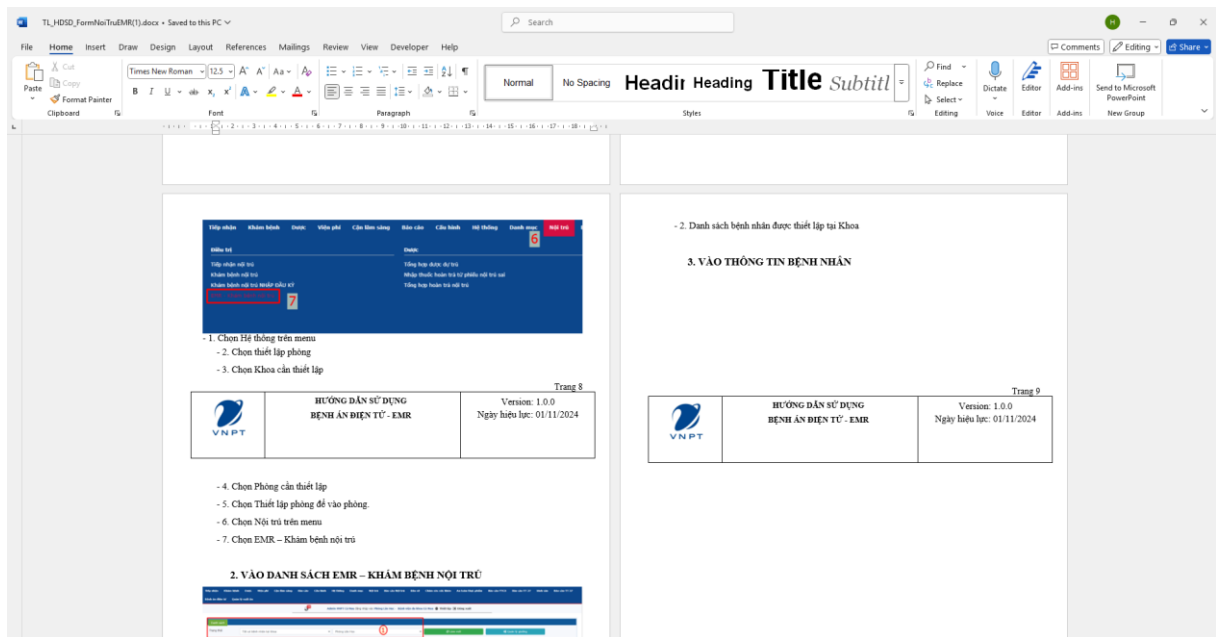 TL_HDSD_FormNoiTruEMR(1).docx • Saved to this PC
Search
H
File Home Insert Draw Design Layout References Mailings Review View Developer Help
Comments Editing Share
Paste
Cut
Copy
Format Painter
Clipboard
Times New Roman 12.5
Font
Paragraph
Normal No Spacing Headir Heading Title Subtitl
Styles
Find
Replace
Select
Editing
Dictate
Voice
Editor
Editor
Add-ins
Add-ins
Send to Microsoft PowerPoint
New Group
Tiếp nhận Khám bệnh Dược Viện phí Cận lâm sàng Báo cáo Cấu hình Hệ thống Danh mục Nội trú
6
Điều trị Dược
Tiếp nhận nội trú Tổng hợp dược dự trù
Khám bệnh nội trú Nhập thuốc hoàn trả từ phiếu nội trú sai
Khám bệnh nội trú NHẬP ĐẦU KỲ Tổng hợp hoàn trả nội trú
7
- 1. Chọn Hệ thống trên menu
- 2. Chọn thiết lập phòng
- 3. Chọn Khoa cần thiết lập
Trang 8
VNPT
HƯỚNG DẪN SỬ DỤNG
BỆNH ÁN ĐIỆN TỬ - EMR
Version: 1.0.0
Ngày hiệu lực: 01/11/2024
- 4. Chọn Phòng cần thiết lập
- 5. Chọn Thiết lập phòng để vào phòng.
- 6. Chọn Nội trú trên menu
- 7. Chọn EMR – Khám bệnh nội trú
2. VÀO DANH SÁCH EMR – KHÁM BỆNH NỘI TRÚ
1
- 2. Danh sách bệnh nhân được thiết lập tại Khoa
3. VÀO THÔNG TIN BỆNH NHÂN
Trang 9
VNPT
HƯỚNG DẪN SỬ DỤNG
BỆNH ÁN ĐIỆN TỬ - EMR
Version: 1.0.0
Ngày hiệu lực: 01/11/2024